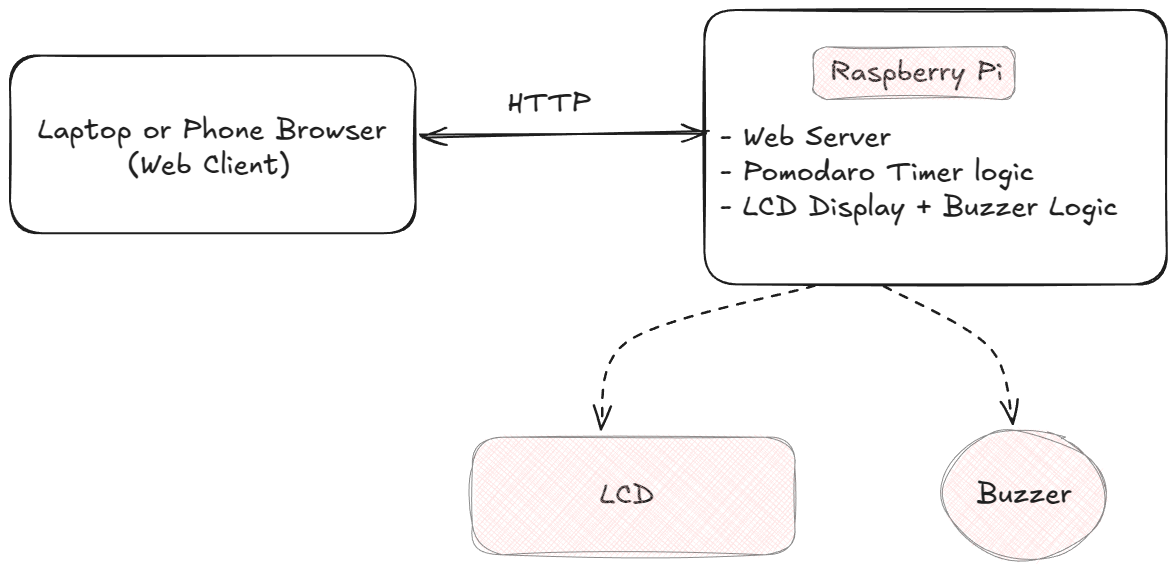 Raspberry Pi
Laptop or Phone Browser
(Web Client)
HTTP
- Web Server
- Pomodaro Timer logic
- LCD Display + Buzzer Logic
LCD
Buzzer